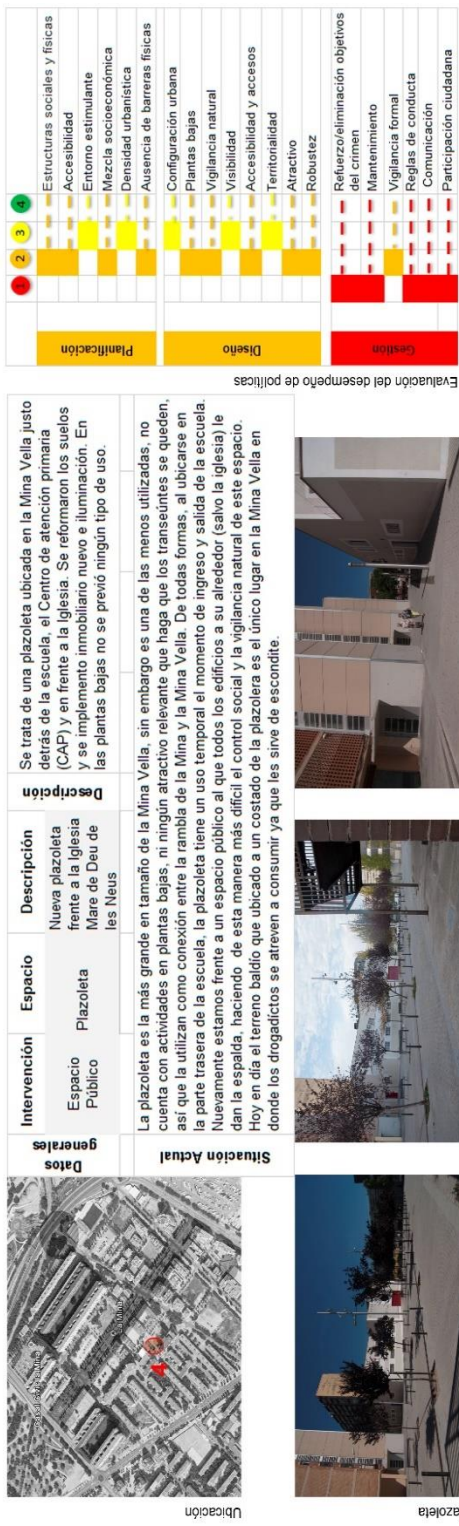 Ubicación
4
Datos generales
Intervención
Espacio
Descripción
Espacio Público
Plazoleta
Nueva plazoleta
frente a la Iglesia
Mare de Deu de
les Neus
Descripción
Se trata de una plazoleta ubicada en la Mina Vella justo
detrás de la escuela, el Centro de atención primaria
(CAP) y en frente a la Iglesia. Se reformaron los suelos
y se implemento inmobiliario nuevo e iluminación. En
las plantas bajas no se previó ningún tipo de uso.
Situación Actual
La plazoleta es la más grande en tamaño de la Mina Vella, sin embargo es una de las menos utilizadas, no
cuenta con actividades en plantas bajas, ni ningún atractivo relevante que haga que los transeúntes se queden,
así que la utilizan como conexión entre la rambla de la Mina y la Mina Vella. De todas formas, al ubicarse en
la parte trasera de la escuela, la plazoleta tiene un uso temporal el momento de ingreso y salida de la escuela.
Nuevamente estamos frente a un espacio público al que todos los edificios a su alrededor (salvo la iglesia) le
dan la espalda, haciendo de esta manera más difícil el control social y la vigilancia natural de este espacio.
Hoy en día el terreno baldío que ubicado a un costado de la plazolera es el único lugar en la Mina Vella en
donde los drogadictos se atreven a consumir ya que les sirve de escondite.
azoleta
Evaluación del desempeño de políticas
1 2 3 4
Planificación
Estructuras sociales y físicas
Accesibilidad
Entorno estimulante
Mezcla socioeconómica
Densidad urbanística
Ausencia de barreras físicas
Diseño
Configuración urbana
Plantas bajas
Vigilancia natural
Visibilidad
Accesibilidad y accesos
Territorialidad
Atractivo
Robustez
Gestión
Refuerzo/eliminación objetivos
del crimen
Mantenimiento
Vigilancia formal
Reglas de conducta
Comunicación
Participación ciudadana